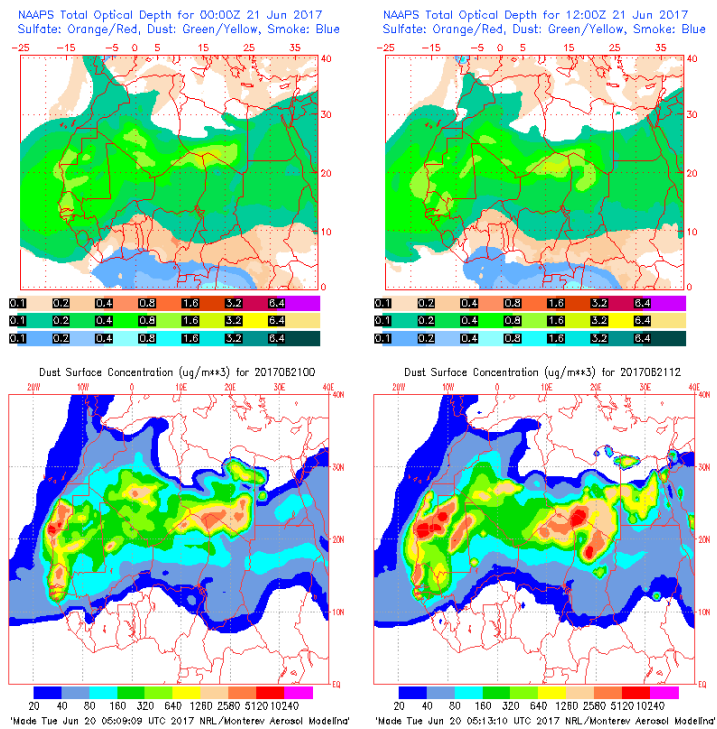 NAAPS Total Optical Depth for 00:00Z 21 Jun 2017
Sulfate: Orange/Red, Dust: Green/Yellow, Smoke: Blue
-25 -15 -5 0 5 15 25 40
40
30
20
10
0
0.1 0.2 0.4 0.8 1.6 3.2 6.4
0.1 0.2 0.4 0.8 1.6 3.2 6.4
0.1 0.2 0.4 0.8 1.6 3.2 6.4
NAAPS Total Optical Depth for 12:00Z 21 Jun 2017
Sulfate: Orange/Red, Dust: Green/Yellow, Smoke: Blue
-25 -15 -5 0 5 15 25 40
40
30
20
10
0
0.1 0.2 0.4 0.8 1.6 3.2 6.4
0.1 0.2 0.4 0.8 1.6 3.2 6.4
0.1 0.2 0.4 0.8 1.6 3.2 6.4
Dust Surface Concentration (ug/m**3) for 2017062100
20W 10W 0 10E 20E 30E 40E
40N
30N
20N
10N
EQ
20 40 80 160 320 640 1280 2560 5120 10240
'Made Tue Jun 20 05:09:09 UTC 2017 NRL/Monterey Aerosol Modeling'
Dust Surface Concentration (ug/m**3) for 2017062112
20W 10W 0 10E 20E 30E 40E
40N
30N
20N
10N
EQ
20 40 80 160 320 640 1280 2560 5120 10240
'Made Tue Jun 20 05:13:10 UTC 2017 NRL/Monterey Aerosol Modeling'